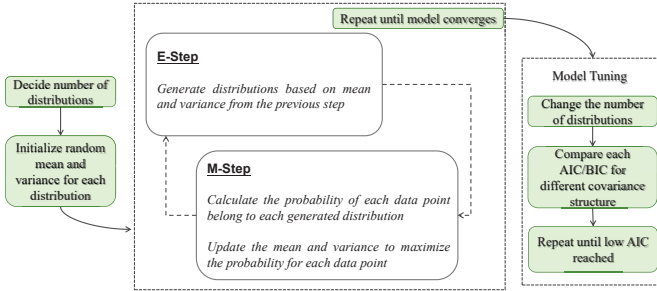 Decide number of
distributions
Initialize random
mean and
variance for each
distribution
Repeat until model converges
E-Step
Generate distributions based on mean
and variance from the previous step
M-Step
Calculate the probability of each data point
belong to each generated distribution
Update the mean and variance to maximize
the probability for each data point
Model Tuning
Change the number
of distributions
Compare each
AIC/BIC for
different covariance
structure
Repeat until low AIC
reached